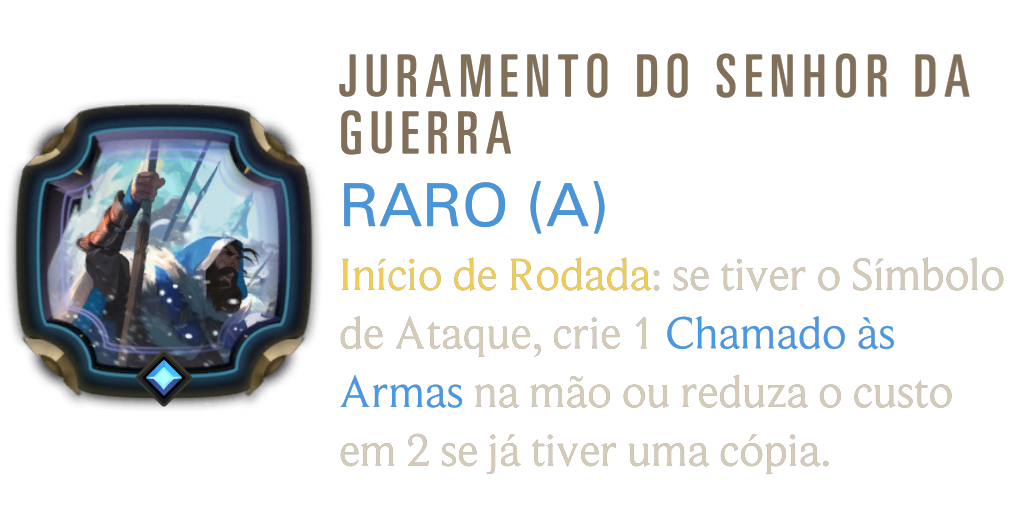 JURAMENTO DO SENHOR DA
GUERRA
RARO (A)
Início de Rodada: se tiver o Símbolo
de Ataque, crie 1 Chamado às
Armas na mão ou reduza o custo
em 2 se já tiver uma cópia.